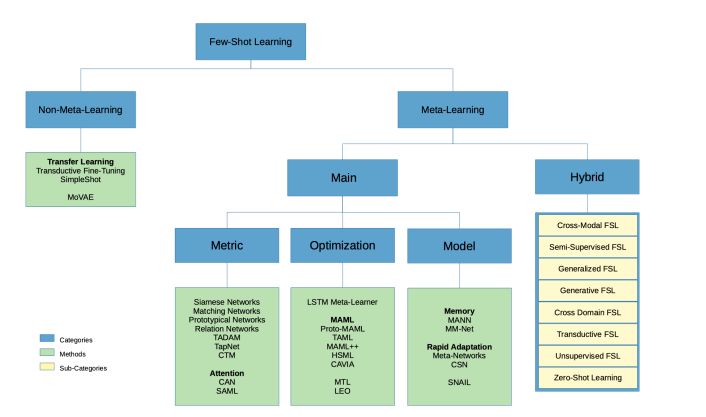 Few-Shot Learning
Non-Meta-Learning
Meta-Learning
Transfer Learning
Transductive Fine-Tuning
SimpleShot
MoVAE
Main
Hybrid
Metric
Optimization
Model
Siamese Networks
Matching Networks
Prototypical Networks
Relation Networks
TADAM
TapNet
CTM
Attention
CAN
SAML
LSTM Meta-Learner
MAML
Proto-MAML
TAML
MAML++
HSML
CAVIA
MTL
LEO
Memory
MANN
MM-Net
Rapid Adaptation
Meta-Networks
CSN
SNAIL
Cross-Modal FSL
Semi-Supervised FSL
Generalized FSL
Generative FSL
Cross Domain FSL
Transductive FSL
Unsupervised FSL
Zero-Shot Learning
Categories
Methods
Sub-Categories